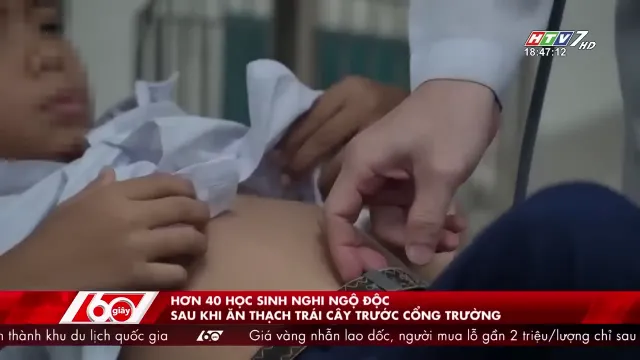 HTV7 HD
18:47:12
60 giây
HƠN 40 HỌC SINH NGHI NGỘ ĐỘC
SAU KHI ĂN THẠCH TRÁI CÂY TRƯỚC CỔNG TRƯỜNG
n thành khu du lịch quốc gia 60 giây Giá vàng nhẫn lao dốc, người mua lỗ gần 2 triệu/lượng chỉ sau